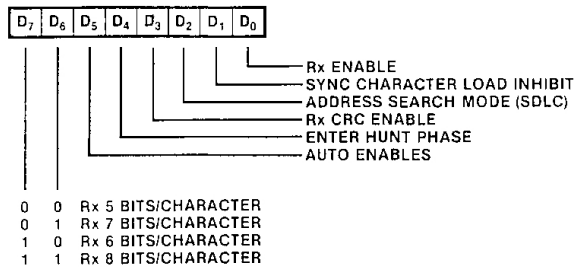 D7 D6 D5 D4 D3 D2 D1 D0
Rx ENABLE
SYNC CHARACTER LOAD INHIBIT
ADDRESS SEARCH MODE (SDLC)
Rx CRC ENABLE
ENTER HUNT PHASE
AUTO ENABLES
0 0 Rx 5 BITS/CHARACTER
0 1 Rx 7 BITS/CHARACTER
1 0 Rx 6 BITS/CHARACTER
1 1 Rx 8 BITS/CHARACTER